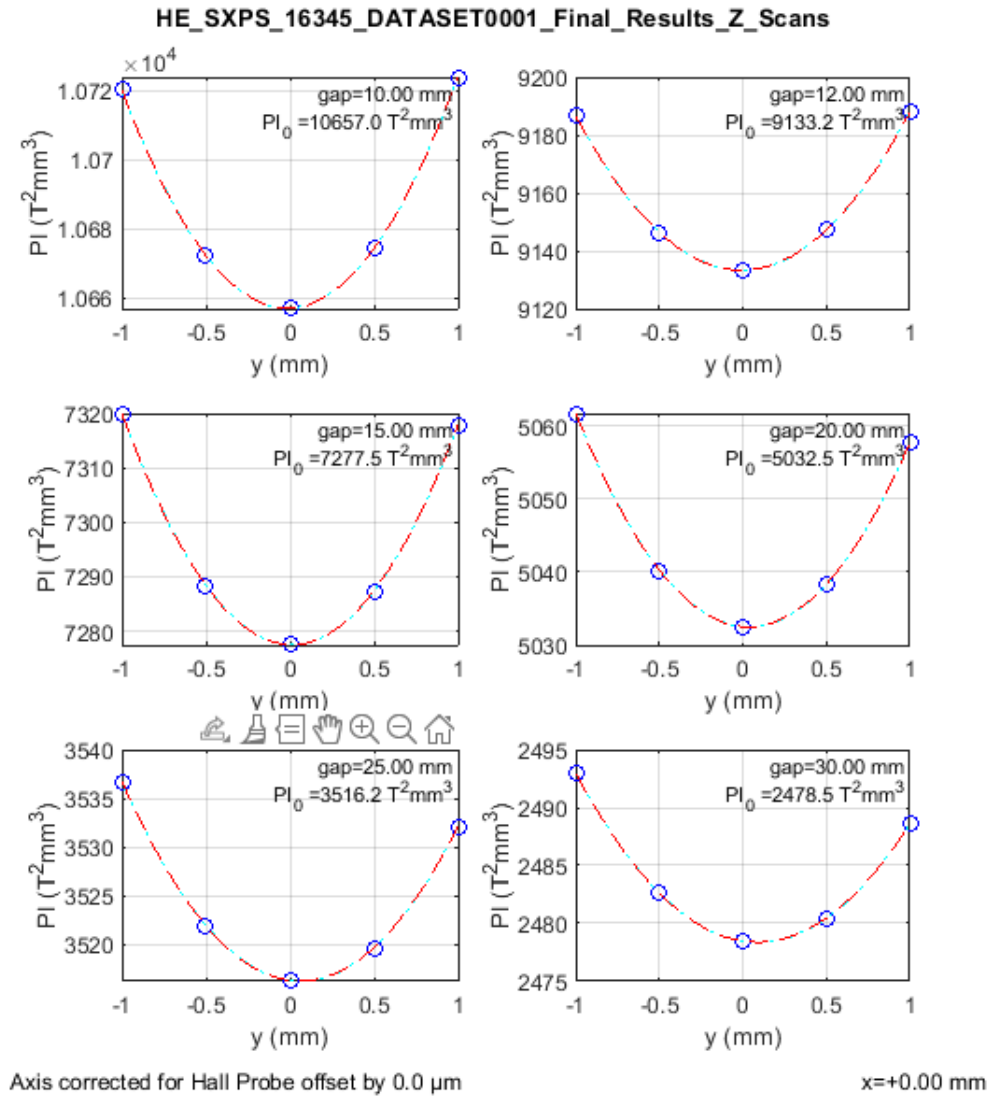 HE_SXPS_16345_DATASET0001_Final_Results_Z_Scans
×10⁴
gap=10.00 mm
PI₀ =10657.0 T²mm³
1.072
1.07
1.068
1.066
PI (T²mm³)
-1 -0.5 0 0.5 1
y (mm)
gap=12.00 mm
PI₀ =9133.2 T²mm³
9200
9180
9160
9140
9120
PI (T²mm³)
-1 -0.5 0 0.5 1
y (mm)
gap=15.00 mm
PI₀ =7277.5 T²mm³
7320
7310
7300
7290
7280
PI (T²mm³)
-1 -0.5 0 0.5 1
y (mm)
gap=20.00 mm
PI₀ =5032.5 T²mm³
5060
5050
5040
5030
PI (T²mm³)
-1 -0.5 0 0.5 1
y (mm)
gap=25.00 mm
PI₀ =3516.2 T²mm³
3540
3535
3530
3525
3520
PI (T²mm³)
-1 -0.5 0 0.5 1
y (mm)
gap=30.00 mm
PI₀ =2478.5 T²mm³
2495
2490
2485
2480
2475
PI (T²mm³)
-1 -0.5 0 0.5 1
y (mm)
Axis corrected for Hall Probe offset by 0.0 µm
x=+0.00 mm